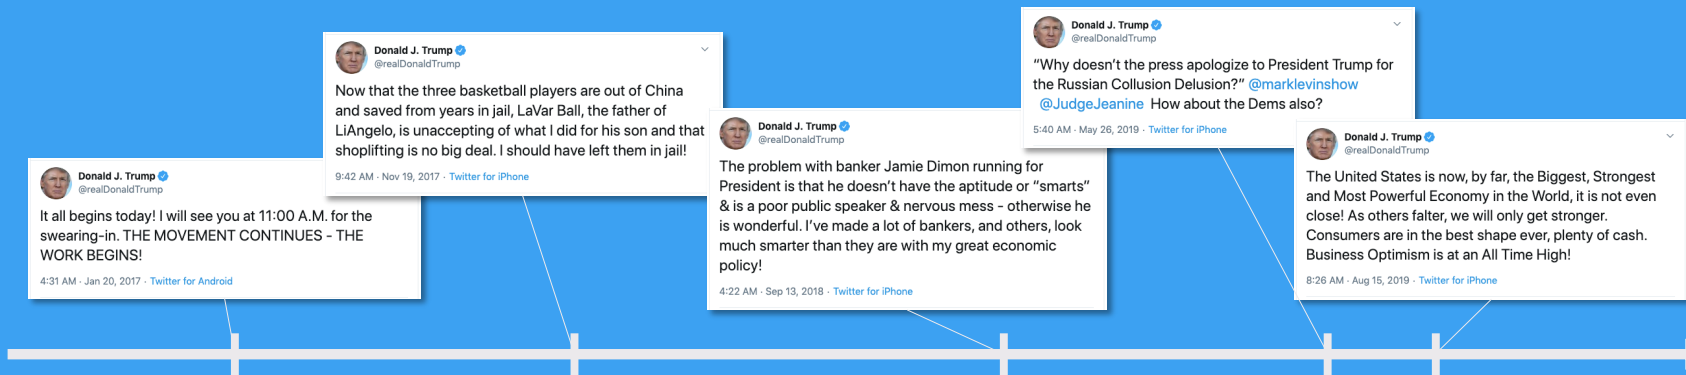 Donald J. Trump
@realDonaldTrump
It all begins today! I will see you at 11:00 A.M. for the
swearing-in. THE MOVEMENT CONTINUES - THE
WORK BEGINS!
4:31 AM · Jan 20, 2017 · Twitter for Android
Donald J. Trump
@realDonaldTrump
Now that the three basketball players are out of China
and saved from years in jail, LaVar Ball, the father of
LiAngelo, is unaccepting of what I did for his son and that
shoplifting is no big deal. I should have left them in jail!
9:42 AM · Nov 19, 2017 · Twitter for iPhone
Donald J. Trump
@realDonaldTrump
The problem with banker Jamie Dimon running for
President is that he doesn’t have the aptitude or “smarts”
& is a poor public speaker & nervous mess - otherwise he
is wonderful. I’ve made a lot of bankers, and others, look
much smarter than they are with my great economic
policy!
4:22 AM · Sep 13, 2018 · Twitter for iPhone
Donald J. Trump
@realDonaldTrump
“Why doesn’t the press apologize to President Trump for
the Russian Collusion Delusion?” @marklevinshow
@JudgeJeanine How about the Dems also?
5:40 AM · May 26, 2019 · Twitter for iPhone
Donald J. Trump
@realDonaldTrump
The United States is now, by far, the Biggest, Strongest
and Most Powerful Economy in the World, it is not even
close! As others falter, we will only get stronger.
Consumers are in the best shape ever, plenty of cash.
Business Optimism is at an All Time High!
8:26 AM · Aug 15, 2019 · Twitter for iPhone